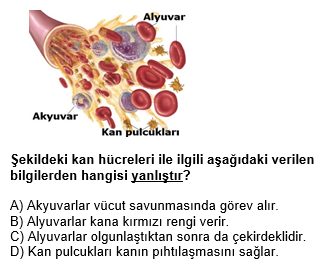 Alyuvar
Akyuvar
Kan pulcukları
Şekildeki kan hücreleri ile ilgili aşağıdaki verilen
bilgilerden hangisi yanlıştır?
A) Akyuvarlar vücut savunmasında görev alır.
B) Alyuvarlar kana kırmızı rengi verir.
C) Alyuvarlar olgunlaştıktan sonra da çekirdeklidir.
D) Kan pulcukları kanın pıhtılaşmasını sağlar.